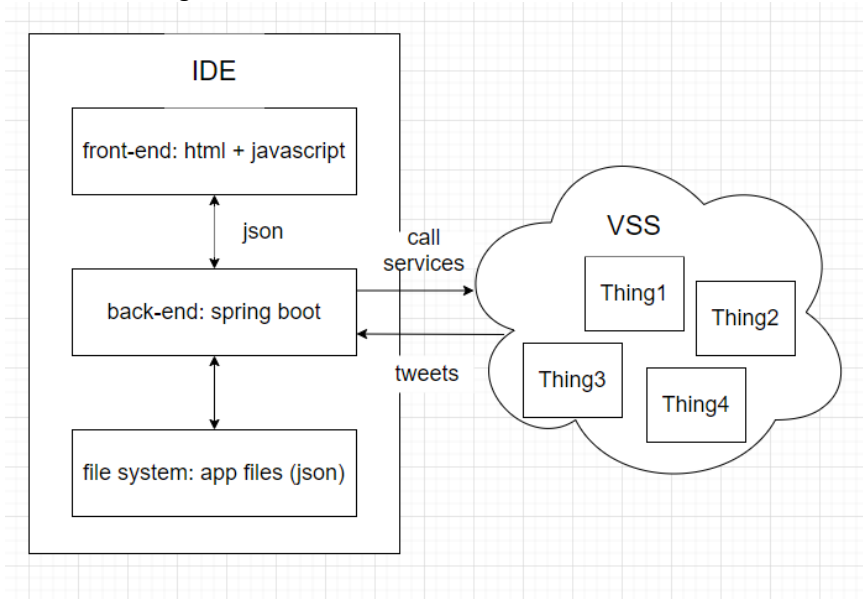 IDE
front-end: html + javascript
json
back-end: spring boot
file system: app files (json)
call
services
tweets
VSS
Thing1
Thing2
Thing3
Thing4